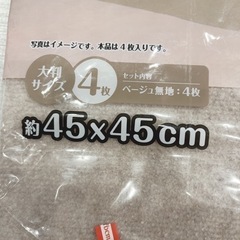 写真はイメージです。本品は4枚入りです。
大判
サイズ
4枚
セット内容
ベージュ無地：4枚
約45x45cm